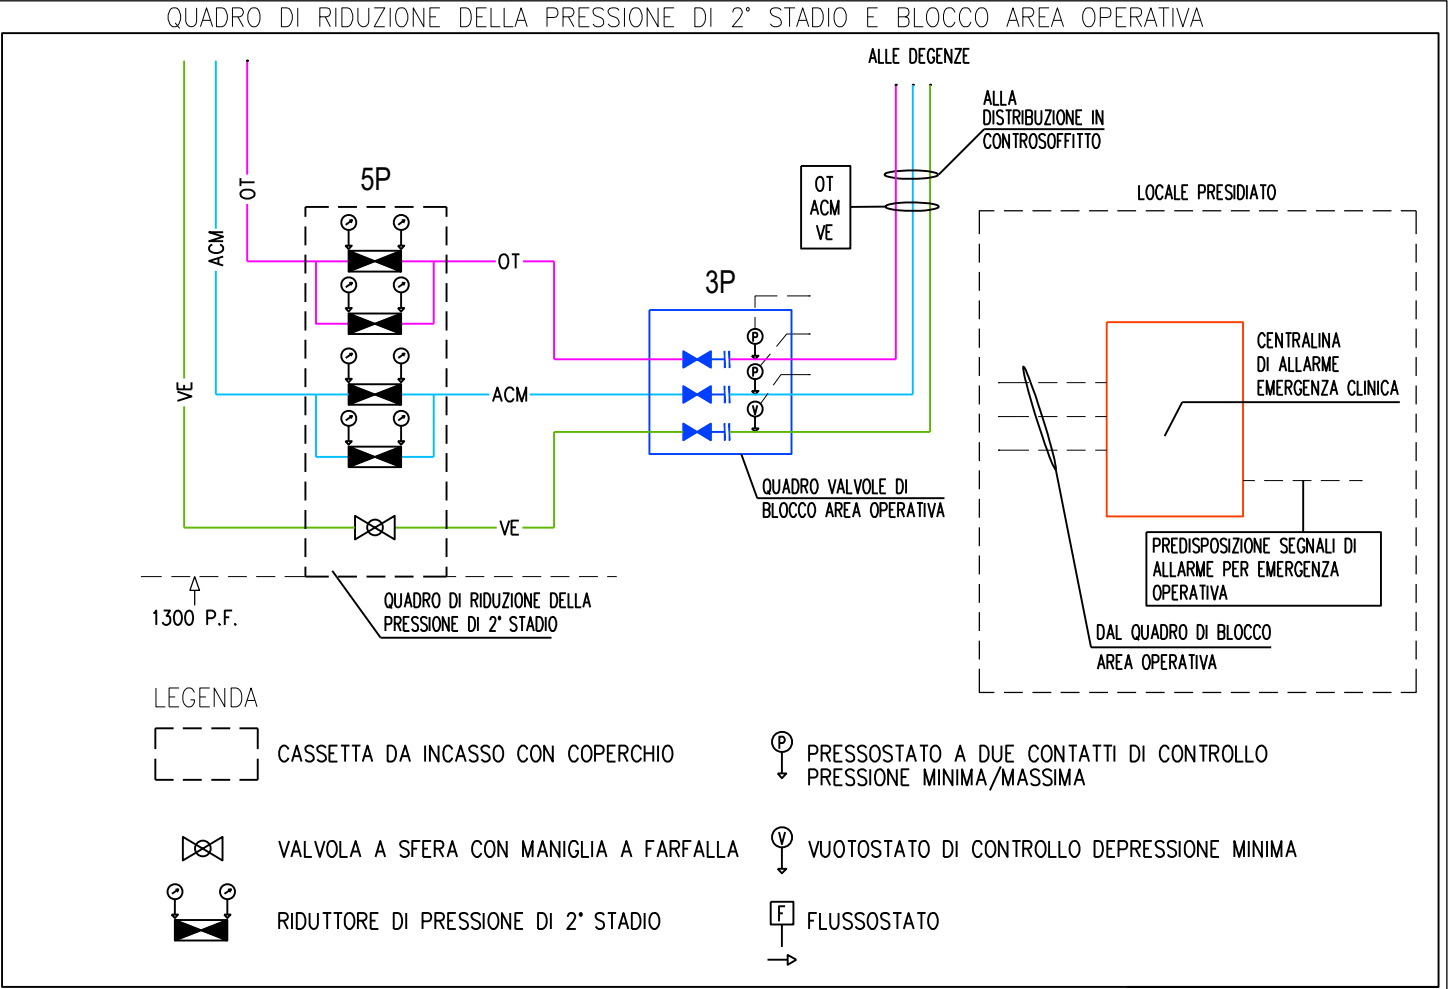 QUADRO DI RIDUZIONE DELLA PRESSIONE DI 2° STADIO E BLOCCO AREA OPERATIVA
ALLE DEGENZE
ALLA
DISTRIBUZIONE IN
CONTROSOFFITTO
OT
ACM
VE
LOCALE PRESIDIATO
5P
OT
ACM
VE
OT
ACM
VE
3P
P
P
V
QUADRO VALVOLE DI
BLOCCO AREA OPERATIVA
CENTRALINA
DI ALLARME
EMERGENZA CLINICA
PREDISPOSIZIONE SEGNALI DI
ALLARME PER EMERGENZA
OPERATIVA
DAL QUADRO DI BLOCCO
AREA OPERATIVA
1300 P.F.
QUADRO DI RIDUZIONE DELLA
PRESSIONE DI 2° STADIO
LEGENDA
CASSETTA DA INCASSO CON COPERCHIO
VALVOLA A SFERA CON MANIGLIA A FARFALLA
RIDUTTORE DI PRESSIONE DI 2° STADIO
P
PRESSOSTATO A DUE CONTATTI DI CONTROLLO
PRESSIONE MINIMA/MASSIMA
V
VUOTOSTATO DI CONTROLLO DEPRESSIONE MINIMA
F
FLUSSOSTATO